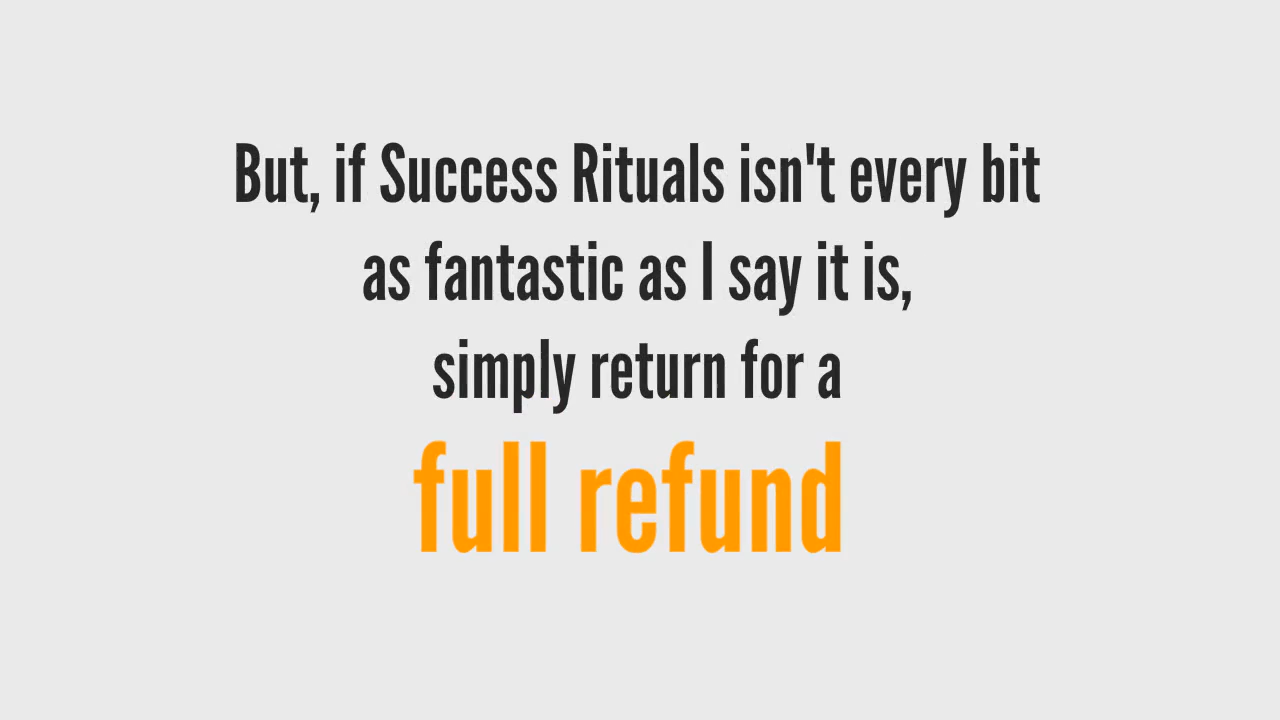 But, if Success Rituals isn't every bit
as fantastic as I say it is,
simply return for a
full refund